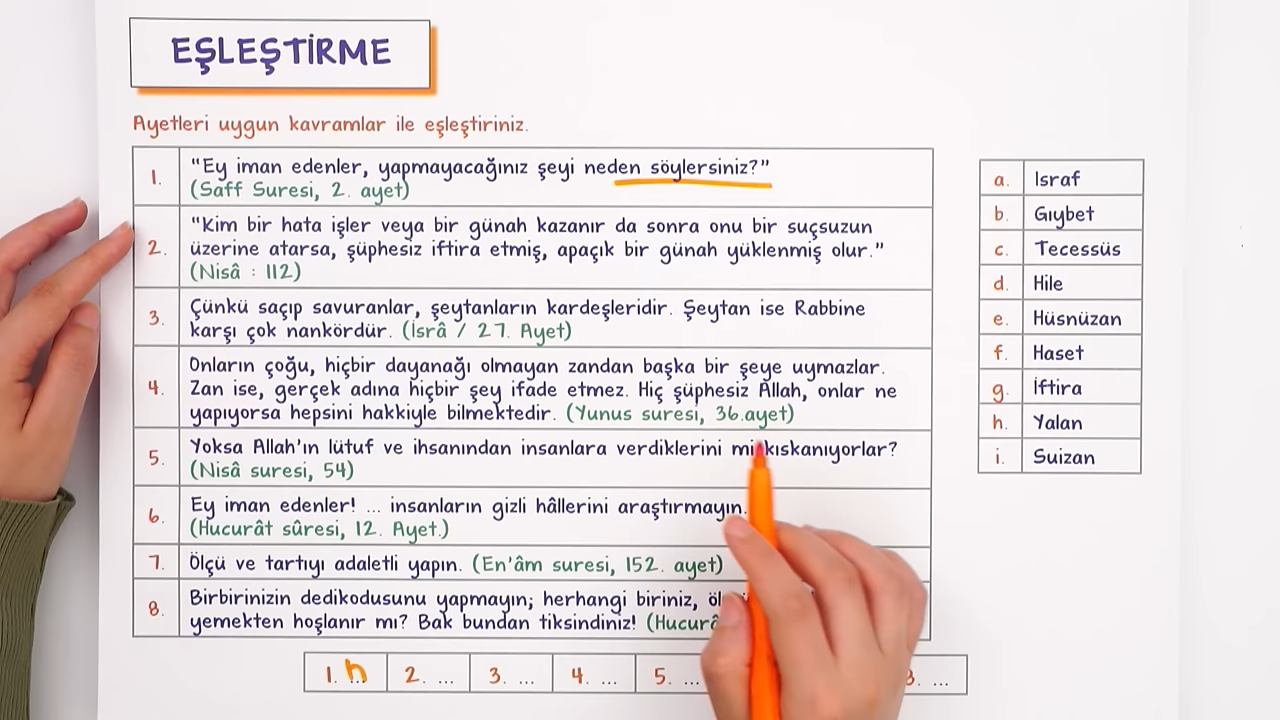 EŞLEŞTİRME
Ayetleri uygun kavramlar ile eşleştiriniz.
1. "Ey iman edenler, yapmayacağınız şeyi neden söylersiniz?"
(Saff Suresi, 2. ayet)
2. "Kim bir hata işler veya bir günah kazanır da sonra onu bir suçsuzun
üzerine atarsa, şüphesiz iftira etmiş, apaçık bir günah yüklenmiş olur."
(Nisâ : 112)
3. Çünkü saçıp savuranlar, şeytanların kardeşleridir. Şeytan ise Rabbine
karşı çok nankördür. (İsrâ / 27. Ayet)
4. Onların çoğu, hiçbir dayanağı olmayan zandan başka bir şeye uymazlar.
Zan ise, gerçek adına hiçbir şey ifade etmez. Hiç şüphesiz Allah, onlar ne
yapıyorsa hepsini hakkiyle bilmektedir. (Yunus suresi, 36.ayet)
5. Yoksa Allah'ın lütuf ve ihsanından insanlara verdiklerini mi kıskanıyorlar?
(Nisâ suresi, 54)
6. Ey iman edenler! ... insanların gizli hâllerini araştırmayın.
(Hucurât sûresi, 12. Ayet.)
7. Ölçü ve tartıyı adaletli yapın. (En'âm suresi, 152. ayet)
8. Birbirinizin dedikodusunu yapmayın; herhangi biriniz,
yemekten hoşlanır mı? Bak bundan tiksindiniz!
a. Israf
b. Gıybet
c. Tecessüs
d. Hile
e. Hüsnüzan
f. Haset
g. İftira
h. Yalan
i. Suizan
1. h 2. ... 3. ... 4. ... 5. ... 8. ...